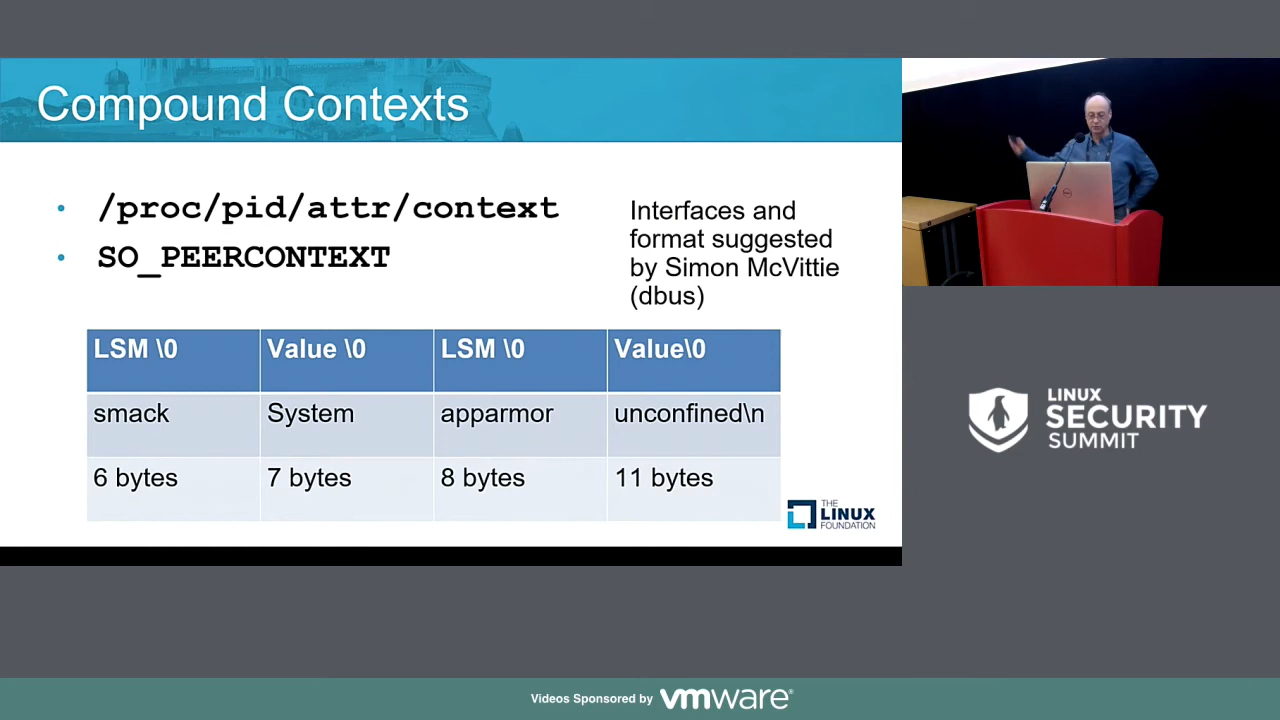 Compound Contexts
• /proc/pid/attr/context
• SO_PEERCONTEXT
Interfaces and
format suggested
by Simon McVittie
(dbus)
LSM \0 Value \0 LSM \0 Value\0
smack System apparmor unconfined\n
6 bytes 7 bytes 8 bytes 11 bytes
THE
LINUX
FOUNDATION
LINUX
SECURITY
SUMMIT
Videos Sponsored by vmware®